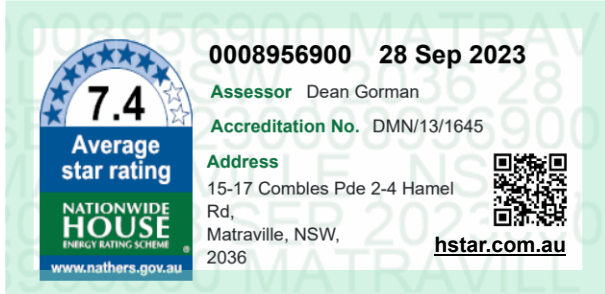 0008956900 28 Sep 2023
Assessor Dean Gorman
Accreditation No. DMN/13/1645
Address
15-17 Combles Pde 2-4 Hamel
Rd,
Matraville, NSW,
2036
hstar.com.au
7.4
Average
star rating
NATIONWIDE
HOUSE
ENERGY RATING SCHEME
®
www.nathers.gov.au